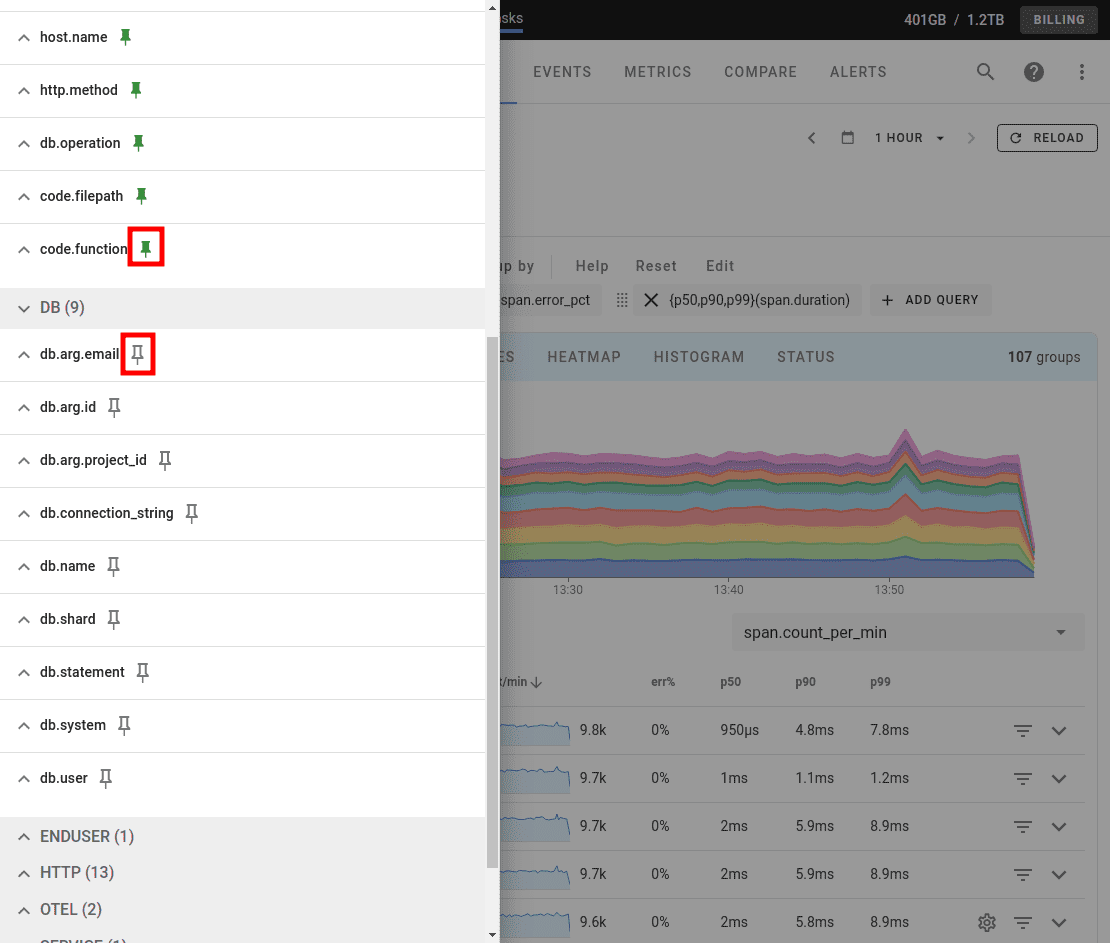 host.name
http.method
db.operation
code.filepath
code.function
DB (9)
db.arg.email
db.arg.id
db.arg.project_id
db.connection_string
db.name
db.shard
db.statement
db.system
db.user
ENDUSER (1)
HTTP (13)
OTEL (2)
401GB / 1.2TB BILLING
EVENTS METRICS COMPARE ALERTS
1 HOUR RELOAD
by Help Reset Edit
span.error_pct {p50,p90,p99}(span.duration) + ADD QUERY
HEATMAP HISTOGRAM STATUS 107 groups
13:30 13:40 13:50
span.count_per_min
/min err% p50 p90 p99
9.8k 0% 950µs 4.8ms 7.8ms
9.7k 0% 1ms 1.1ms 1.2ms
9.7k 0% 2ms 5.9ms 8.9ms
9.7k 0% 2ms 5.9ms 8.9ms
9.6k 0% 2ms 5.8ms 8.9ms